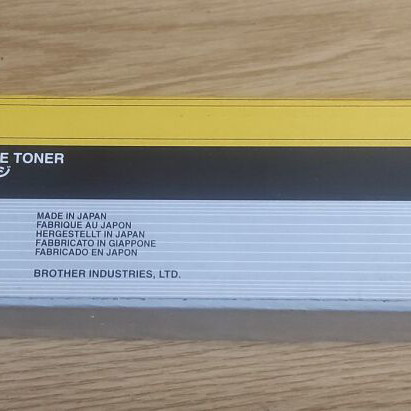 E TONER
MADE IN JAPAN
FABRIQUE AU JAPON
HERGESTELLT IN JAPAN
FABBRICATO IN GIAPPONE
FABRICADO EN JAPON
BROTHER INDUSTRIES, LTD.